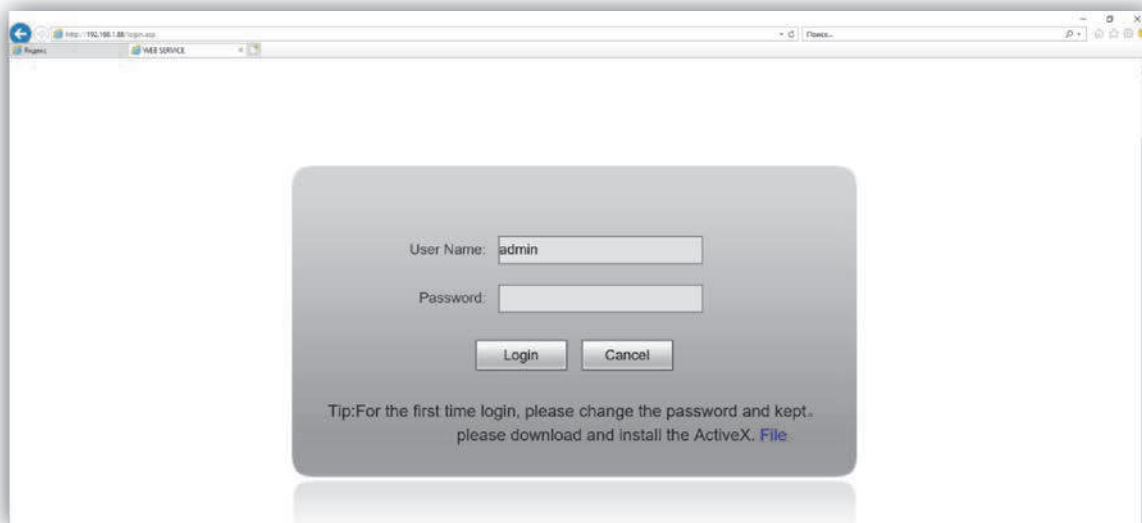 http://192.168.1.88/login.asp
Поиск...
Яндекс
WEB SERVICE
User Name: admin
Password:
Login Cancel
Tip:For the first time login, please change the password and kept。
please download and install the ActiveX. File